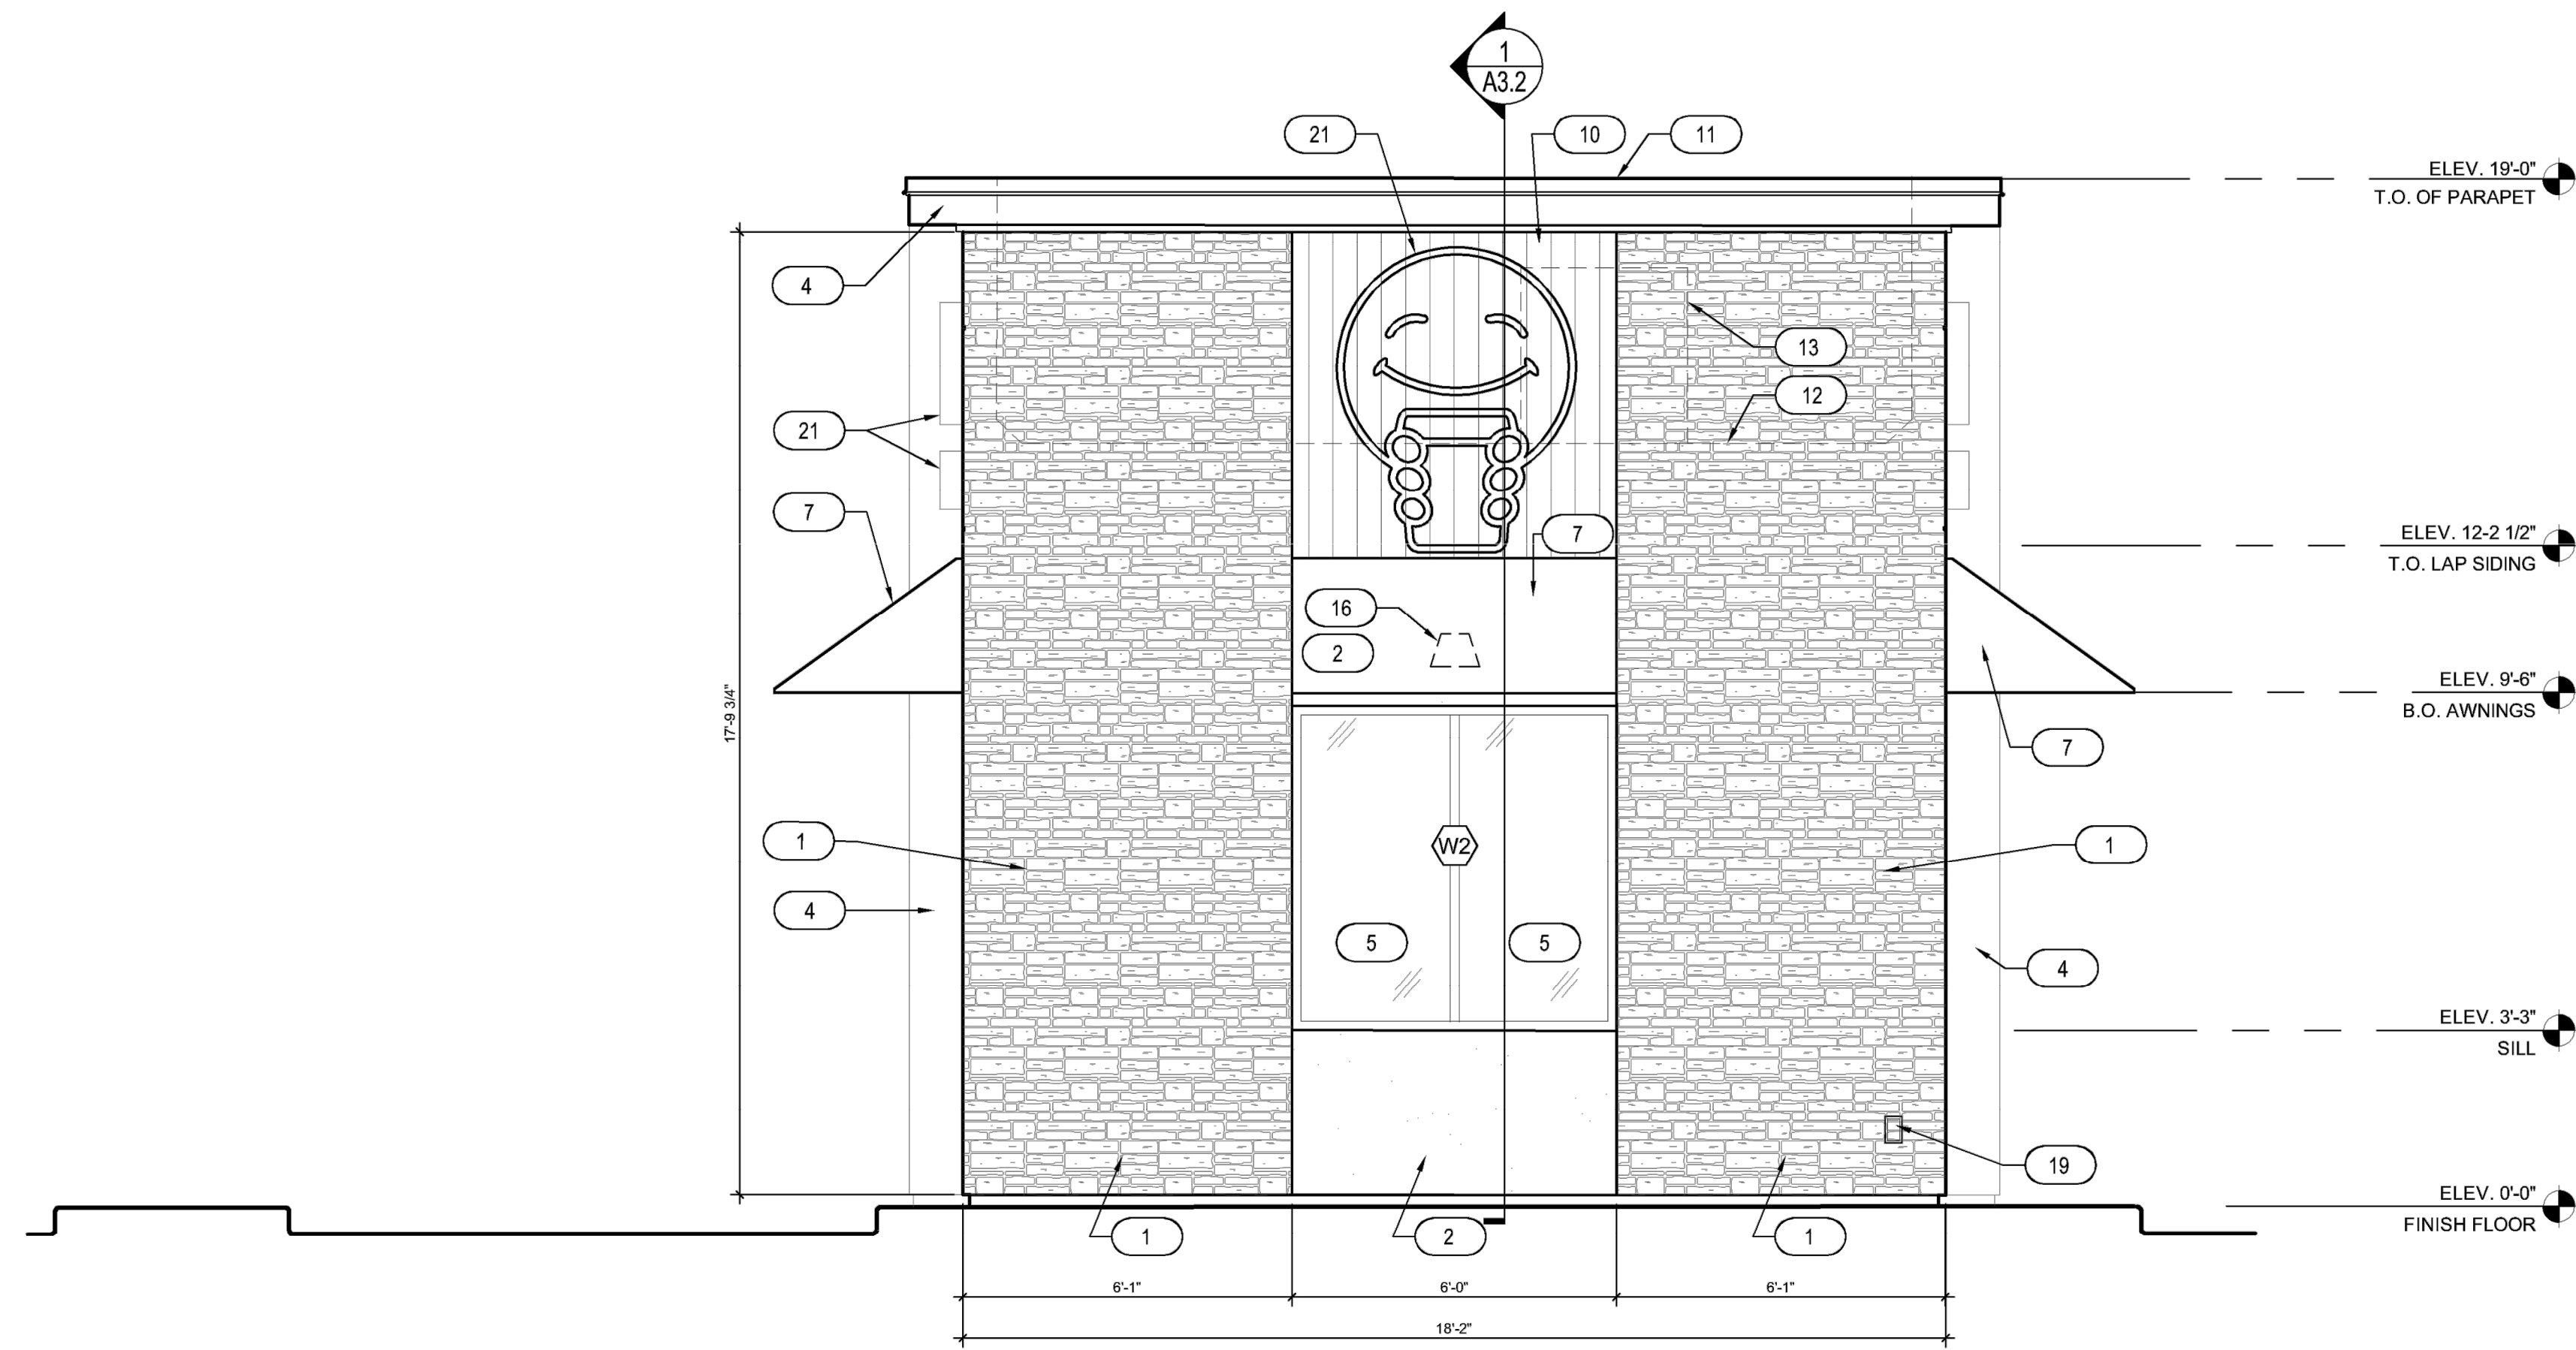 1
A3.2
21
10
11
ELEV. 19'-0"
T.O. OF PARAPET
4
13
12
21
7
7
ELEV. 12-2 1/2"
T.O. LAP SIDING
16
2
ELEV. 9'-6"
B.O. AWNINGS
17'-9 3/4"
7
1
W2
1
4
5
5
4
ELEV. 3'-3"
SILL
19
ELEV. 0'-0"
FINISH FLOOR
1
2
1
6'-1"
6'-0"
6'-1"
18'-2"